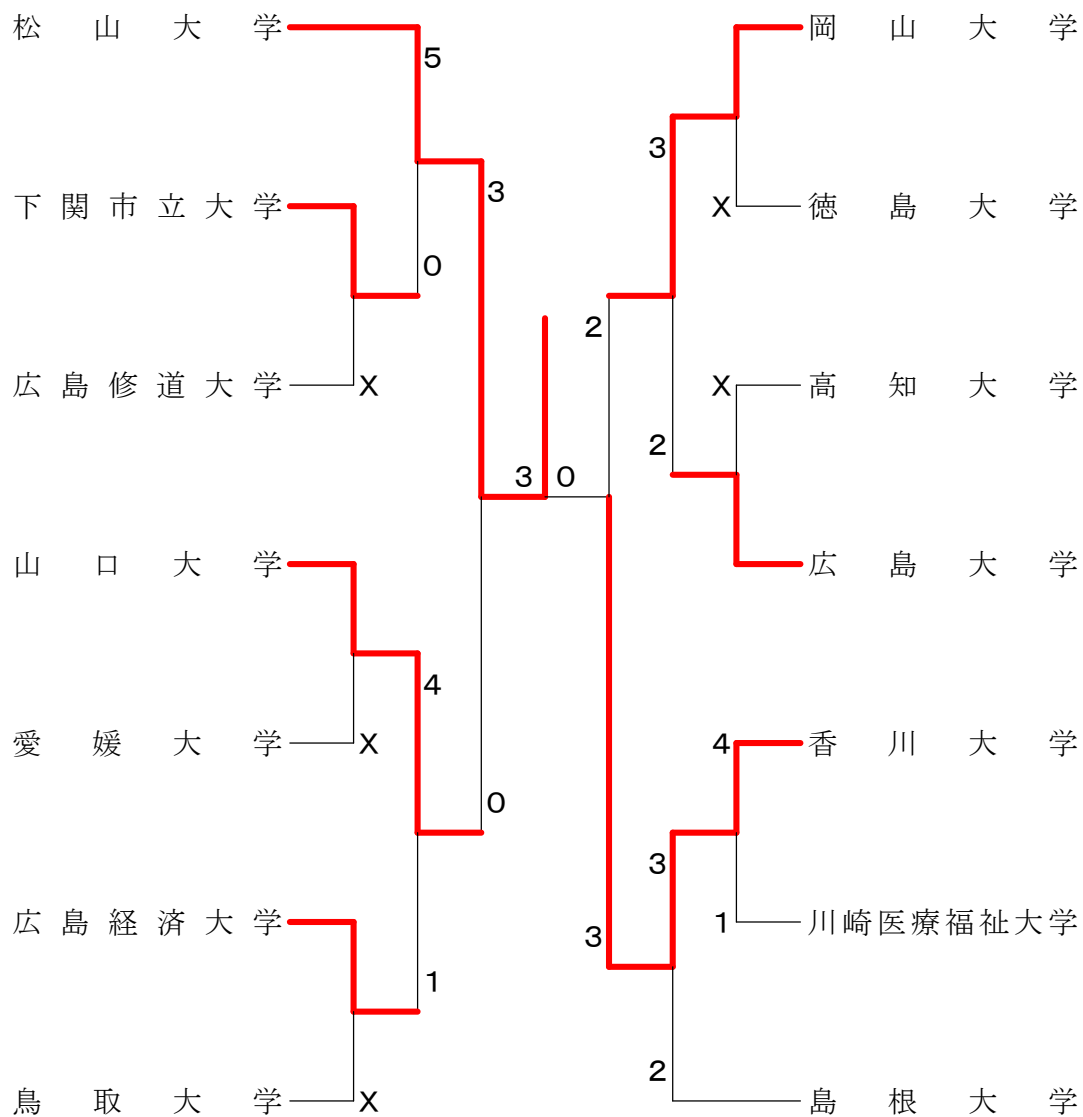 松山大学
5
岡山大学
3
3
下関市立大学
X
徳島大学
0
2
広島修道大学
X
X
高知大学
2
3
0
山口大学
広島大学
4
愛媛大学
X
4
香川大学
0
3
広島経済大学
3
1
川崎医療福祉大学
1
2
鳥取大学
X
島根大学